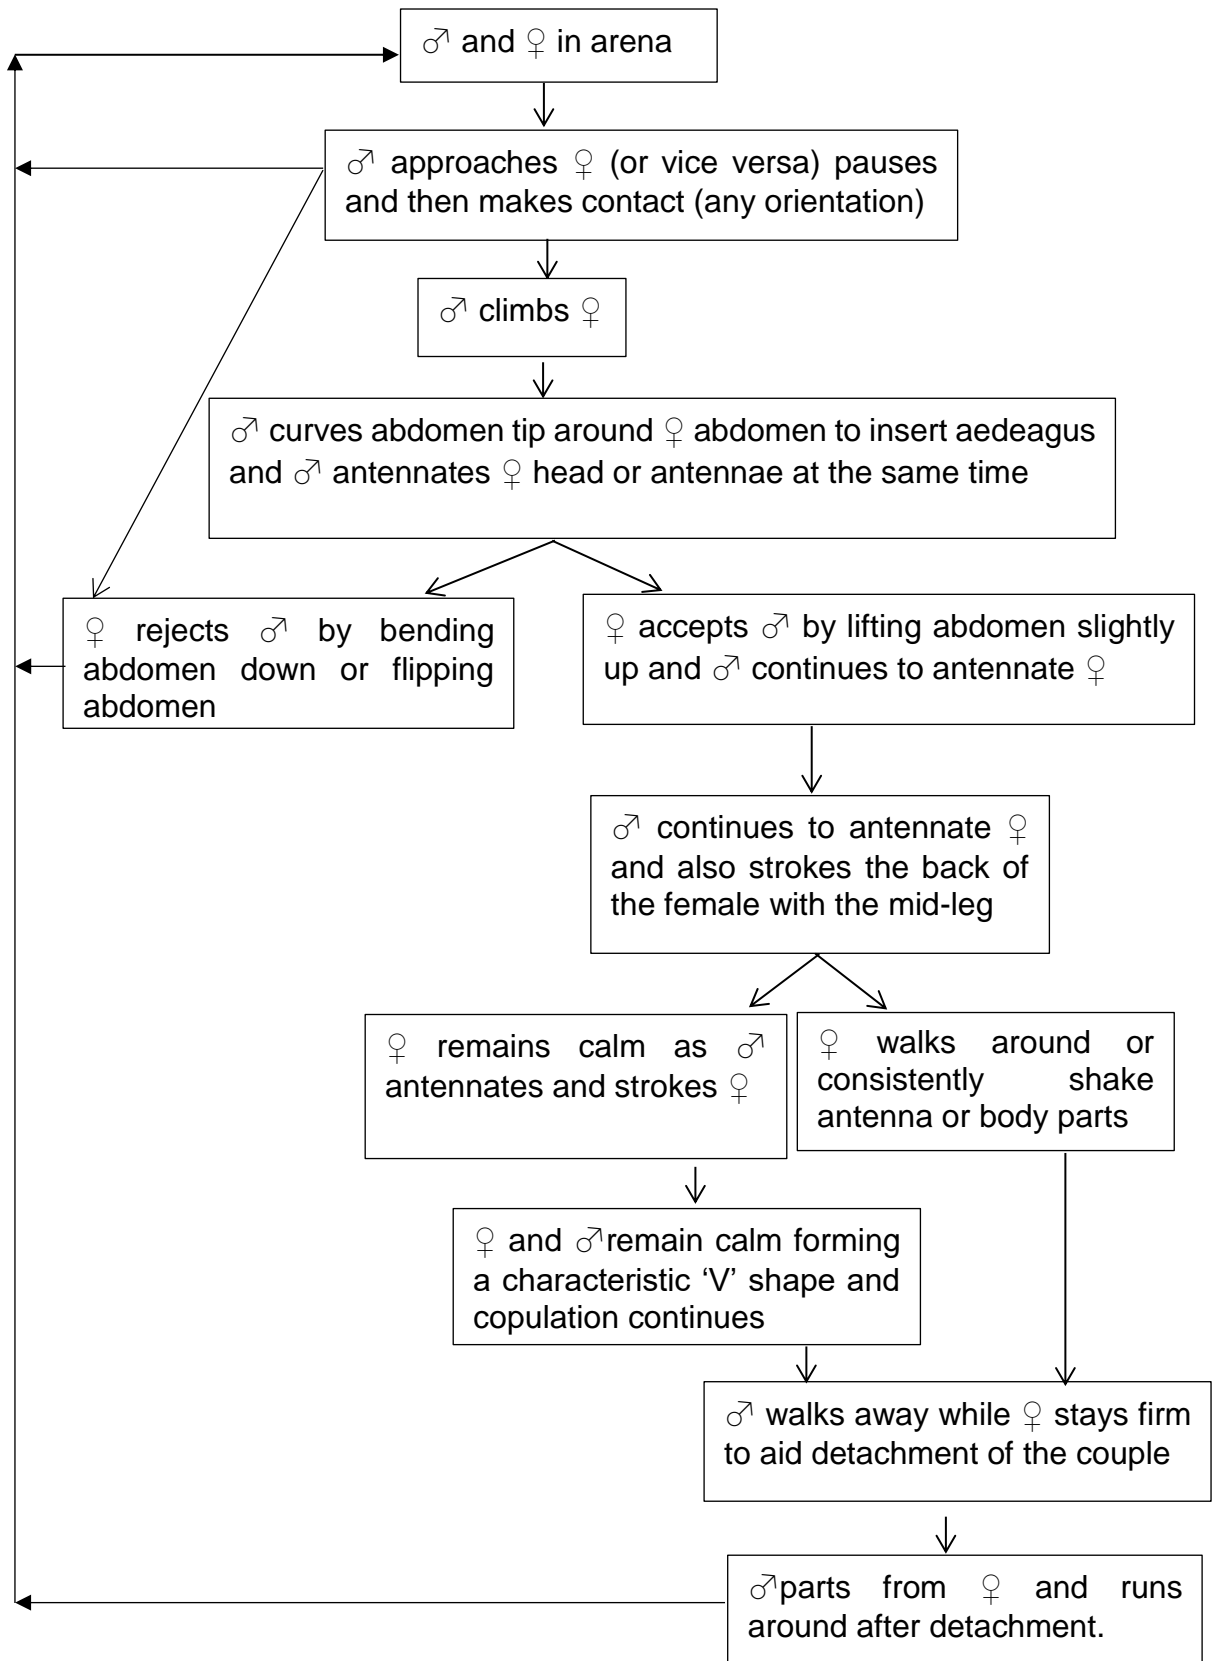 ♂ and ♀ in arena
♂ approaches ♀ (or vice versa) pauses
and then makes contact (any orientation)
♂ climbs ♀
♂ curves abdomen tip around ♀ abdomen to insert aedeagus
and ♂ antennates ♀ head or antennae at the same time
♀ rejects ♂ by bending
abdomen down or flipping
abdomen
♀ accepts ♂ by lifting abdomen slightly
up and ♂ continues to antennate ♀
♂ continues to antennate ♀
and also strokes the back of
the female with the mid-leg
♀ remains calm as ♂
antennates and strokes ♀
♀ walks around or
consistently shake
antenna or body parts
♀ and ♂remain calm forming
a characteristic ‘V’ shape and
copulation continues
♂ walks away while ♀ stays firm
to aid detachment of the couple
♂parts from ♀ and runs
around after detachment.